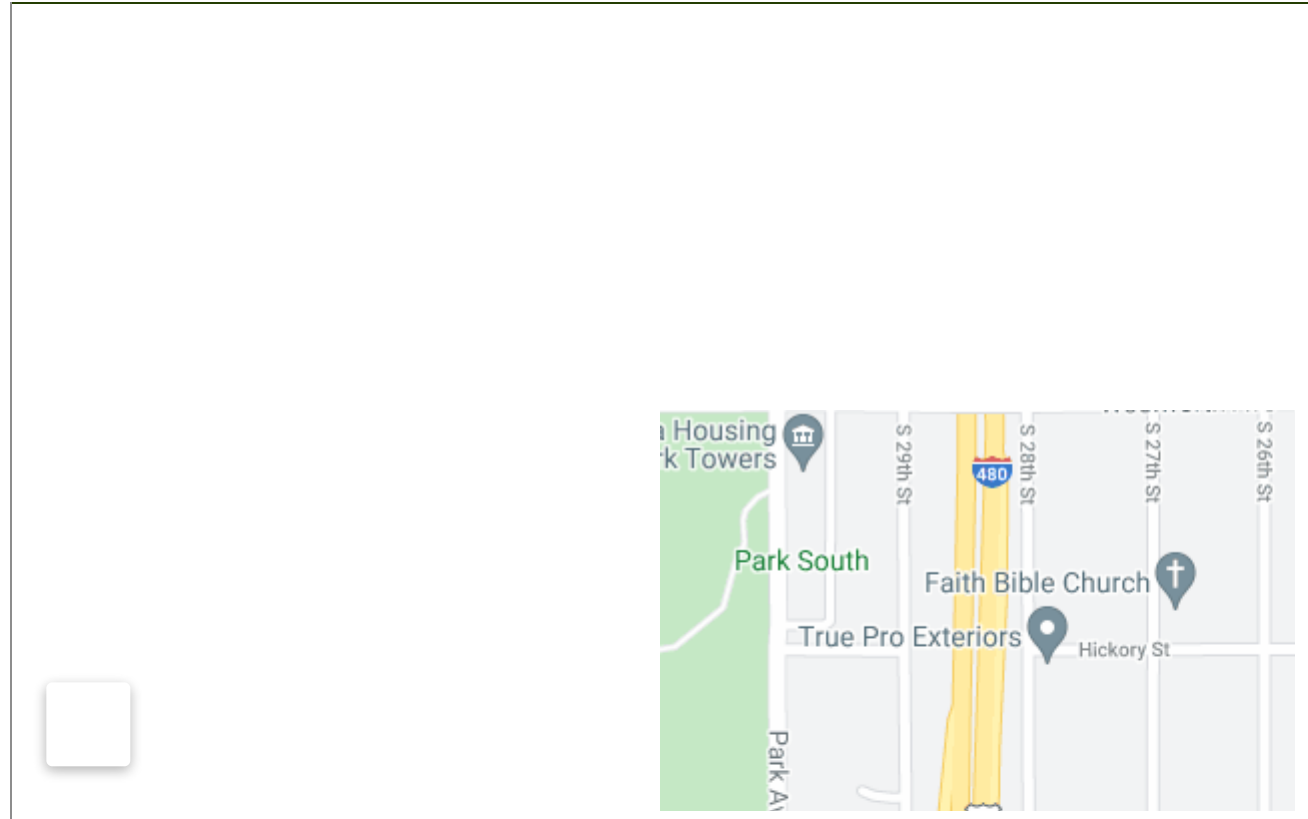 Housing
Towers
S 29th St
480
S 28th St
S 27th St
S 26th St
Park South
Faith Bible Church
True Pro Exteriors
Hickory St
Park Av